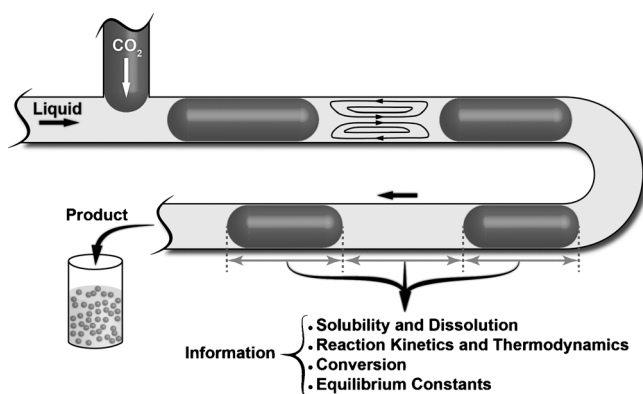 CO2
Liquid
Product
Information
• Solubility and Dissolution
• Reaction Kinetics and Thermodynamics
• Conversion
• Equilibrium Constants